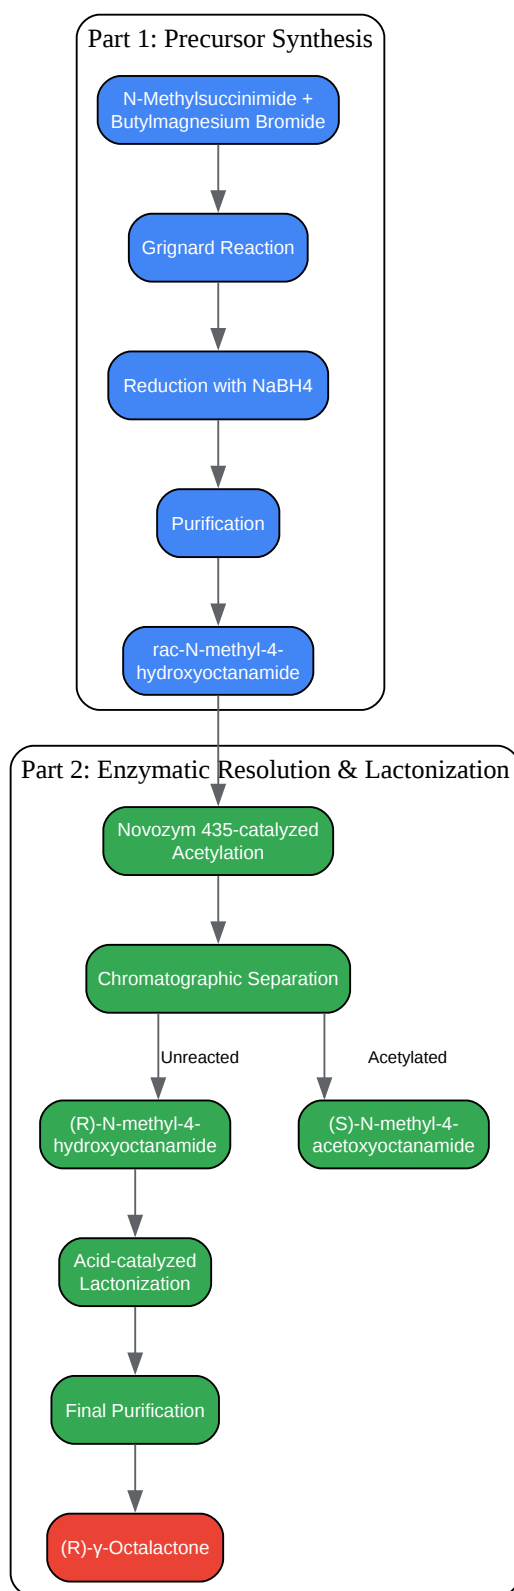 Part 1: Precursor Synthesis
N-Methylsuccinimide +
Butylmagnesium Bromide
Grignard Reaction
Reduction with NaBH4
Purification
rac-N-methyl-4-
hydroxyoctanamide
Part 2: Enzymatic Resolution & Lactonization
Novozym 435-catalyzed
Acetylation
Chromatographic Separation
Unreacted
Acetylated
(R)-N-methyl-4-
hydroxyoctanamide
(S)-N-methyl-4-
acetoxyoctanamide
Acid-catalyzed
Lactonization
Final Purification
(R)-γ-Octalactone